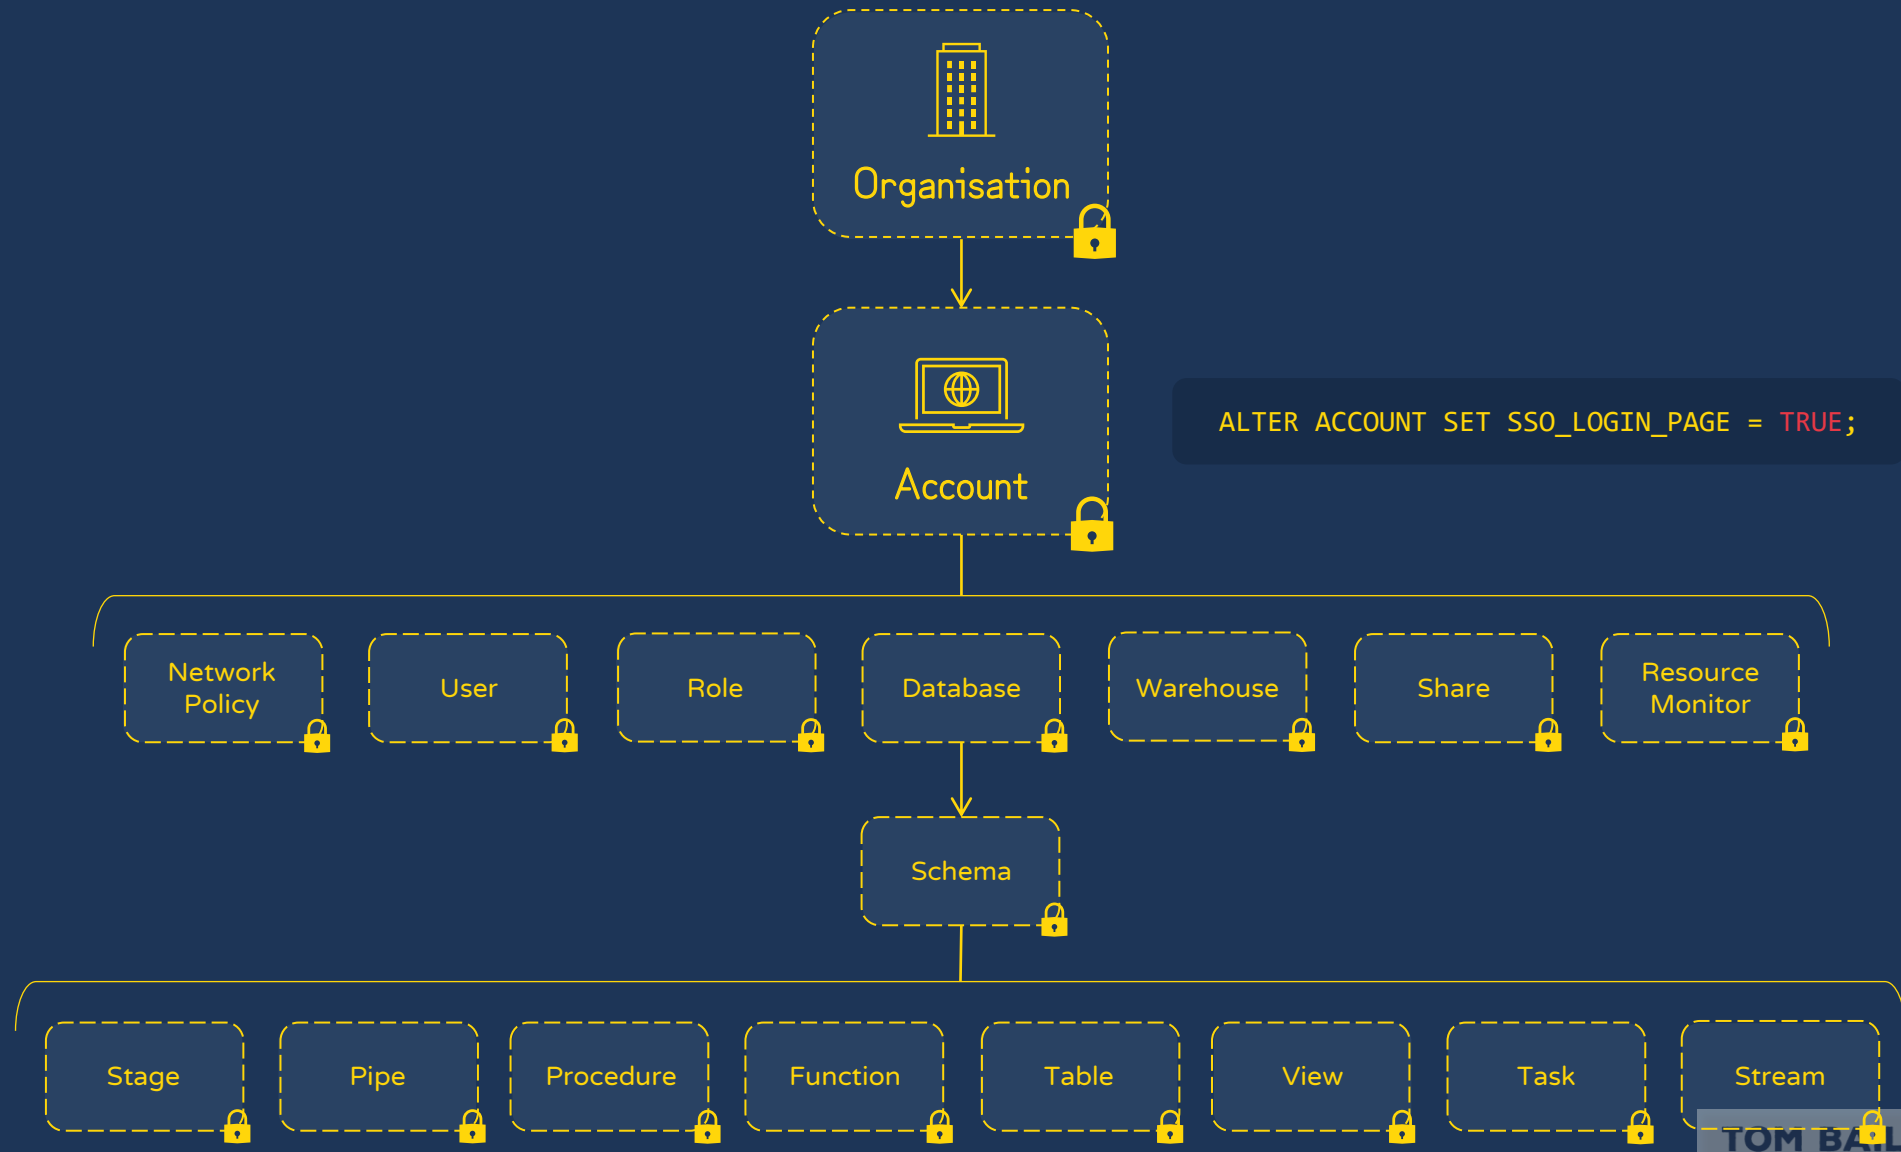 Organisation
Account
ALTER ACCOUNT SET SSO_LOGIN_PAGE = TRUE;
Network
Policy
User
Role
Database
Warehouse
Share
Resource
Monitor
Schema
Stage
Pipe
Procedure
Function
Table
View
Task
Stream
TOM